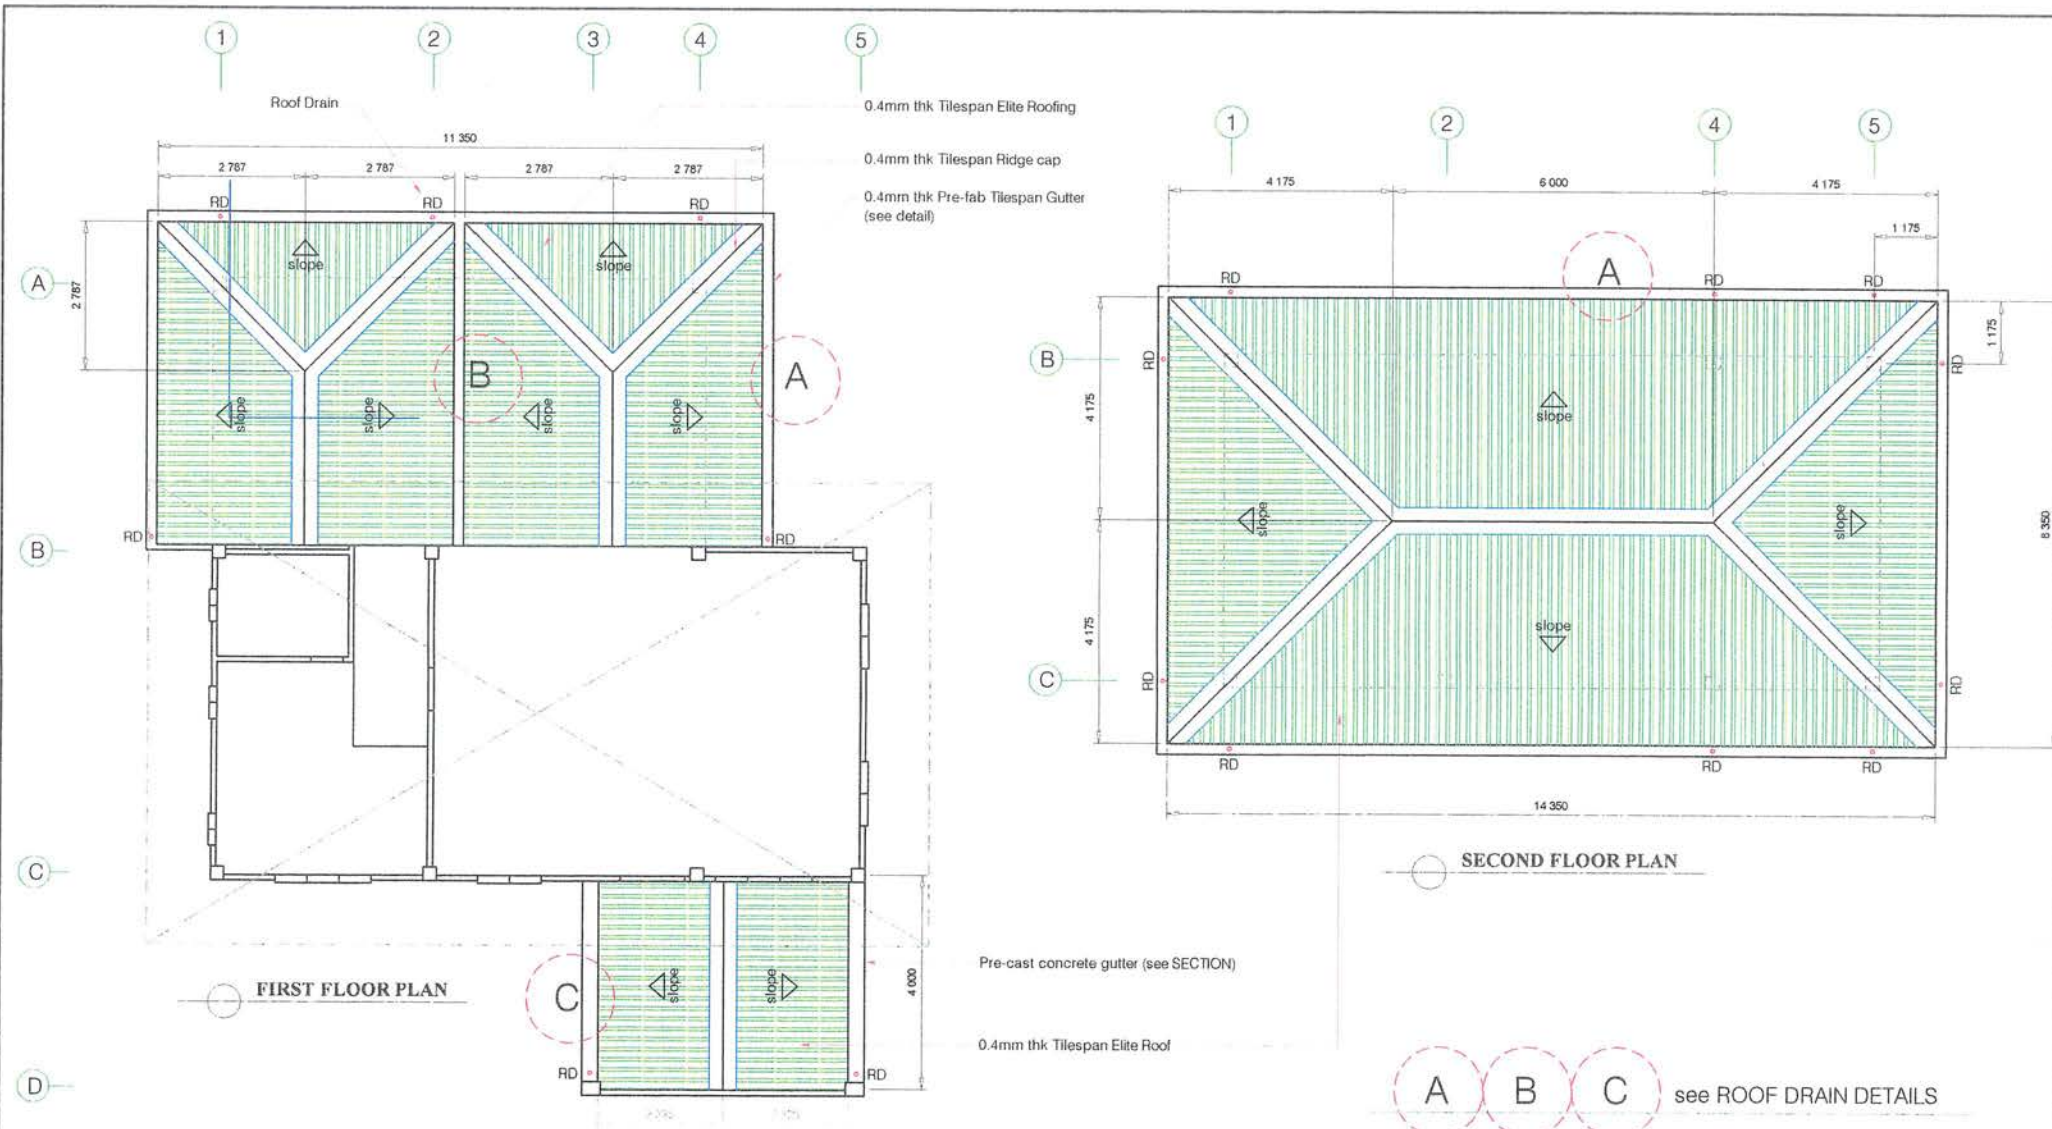 1
2
3
4
5
Roof Drain
0.4mm thk Tilespan Elite Roofing
11 350
0.4mm thk Tilespan Ridge cap
2 787
2 787
2 787
2 787
0.4mm thk Pre-fab Tilespan Gutter
(see detail)
RD
RD
RD
A
2 787
slope
slope
B
A
slope
slope
slope
slope
RD
RD
B
C
FIRST FLOOR PLAN
C
slope
slope
4 000
Pre-cast concrete gutter (see SECTION)
0.4mm thk Tilespan Elite Roof
RD
RD
D
1
2
4
5
4 175
6 000
4 175
1 175
A
RD
RD
RD
B
RD
RD
1 175
4 175
slope
slope
slope
8 350
4 175
slope
C
RD
RD
RD
RD
RD
14 350
SECOND FLOOR PLAN
A
B
C
see ROOF DRAIN DETAILS